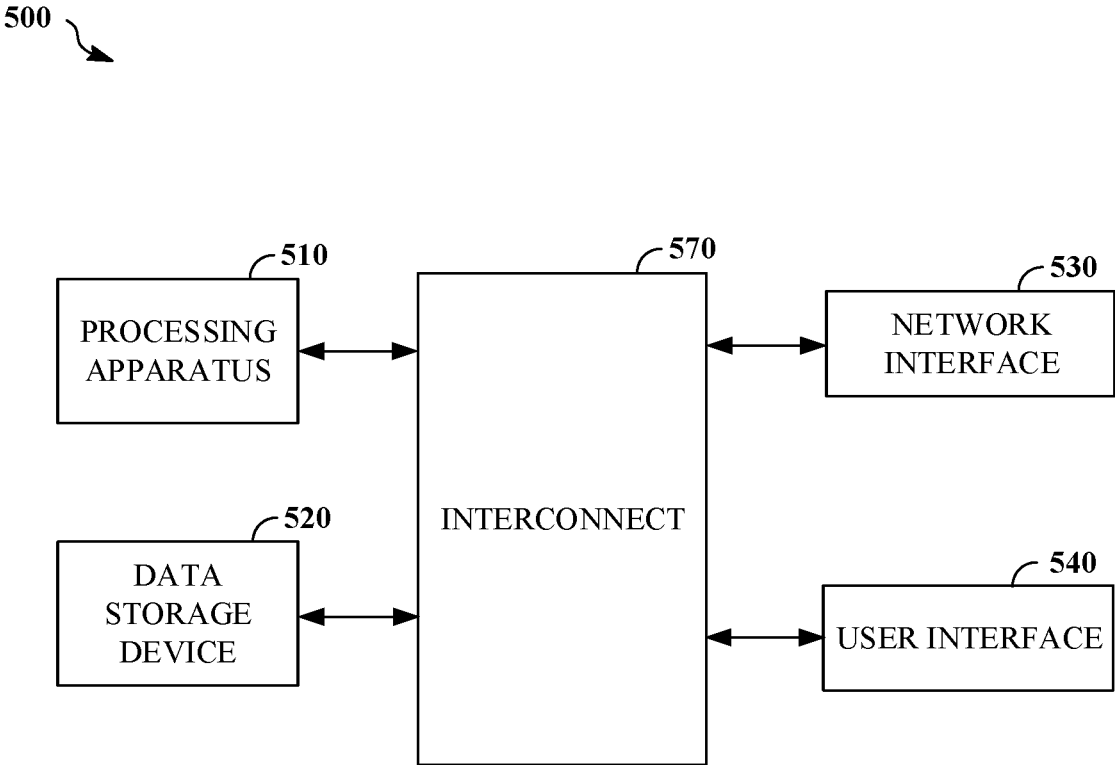 500
510
PROCESSING
APPARATUS
520
DATA
STORAGE
DEVICE
570
INTERCONNECT
530
NETWORK
INTERFACE
540
USER INTERFACE